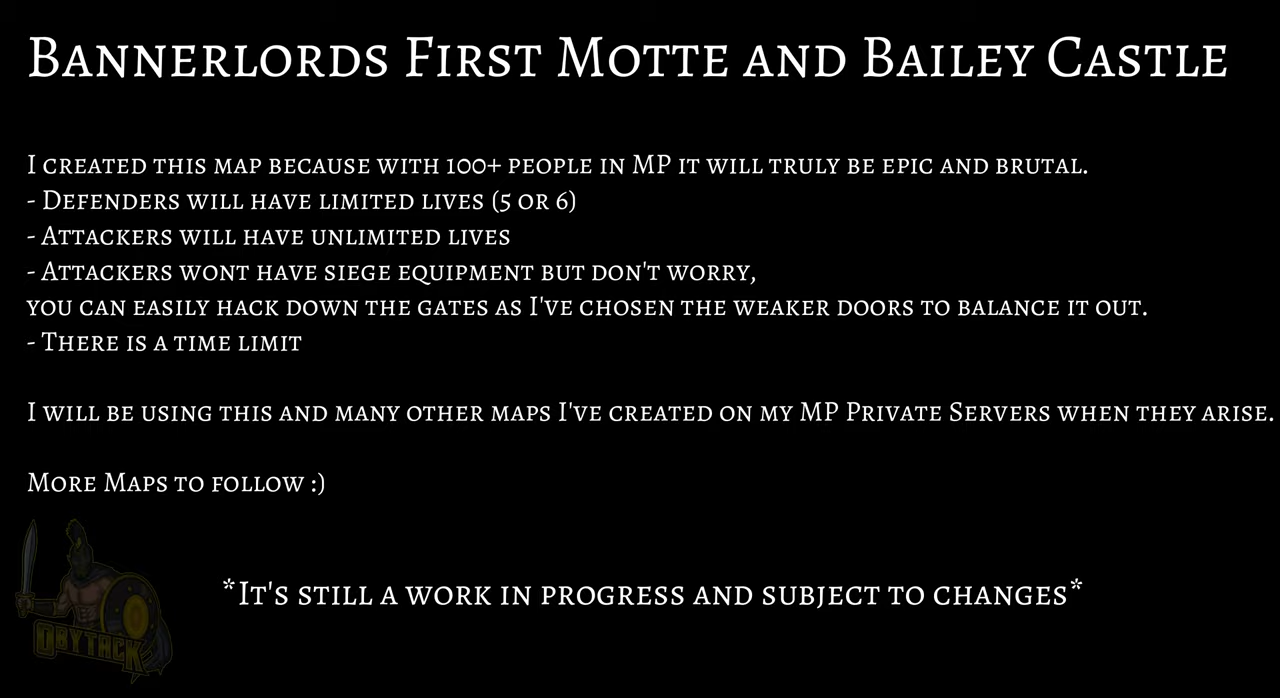 Bannerlords First Motte and Bailey Castle
I created this map because with 100+ people in MP it will truly be epic and brutal.
- Defenders will have limited lives (5 or 6)
- Attackers will have unlimited lives
- Attackers wont have siege equipment but don't worry,
you can easily hack down the gates as I've chosen the weaker doors to balance it out.
- There is a time limit
I will be using this and many other maps I've created on my MP Private Servers when they arise.
More Maps to follow :)
*It's still a work in progress and subject to changes*
OBYTACK